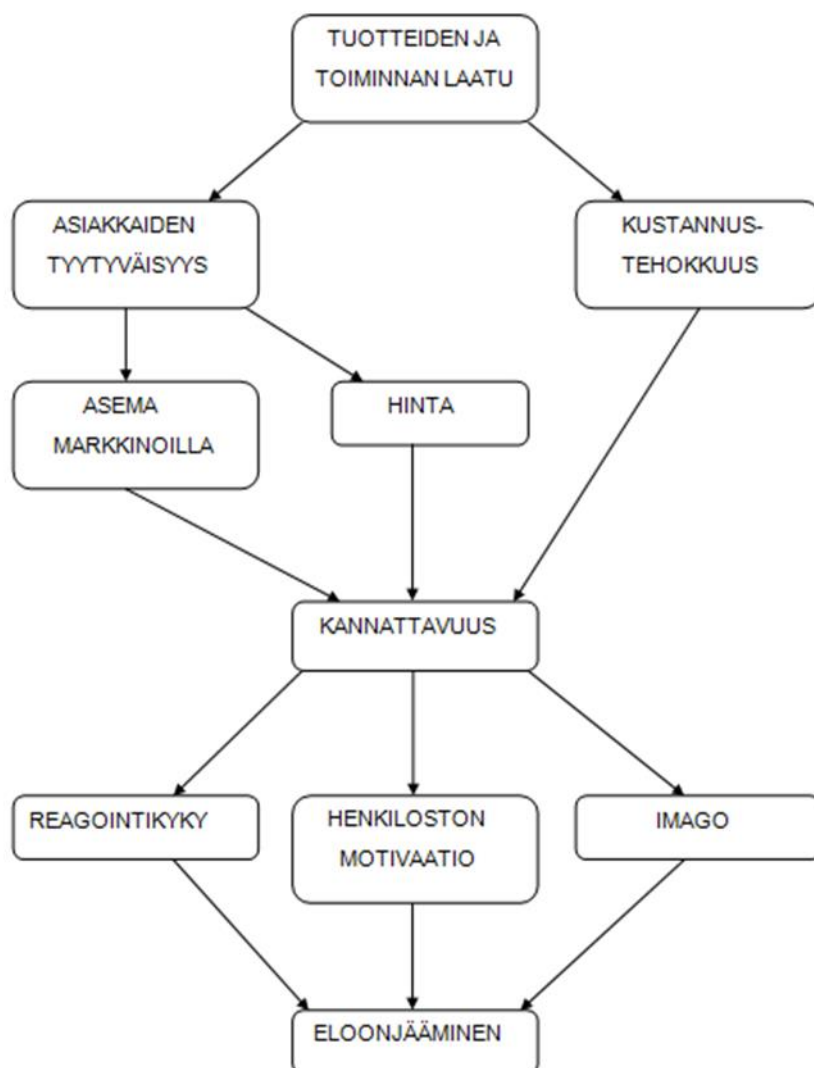 TUOTTEIDEN JA
TOIMINNAN LAATU
ASIAKKAIDEN
TYYTYVÄISYYS
KUSTANNUS-
TEHOKKUUS
ASEMA
MARKKINOILLA
HINTA
KANNATTAVUUS
REAGOINTIKYKY
HENKILOSTON
MOTIVAATIO
IMAGO
ELOONJÄÄMINEN